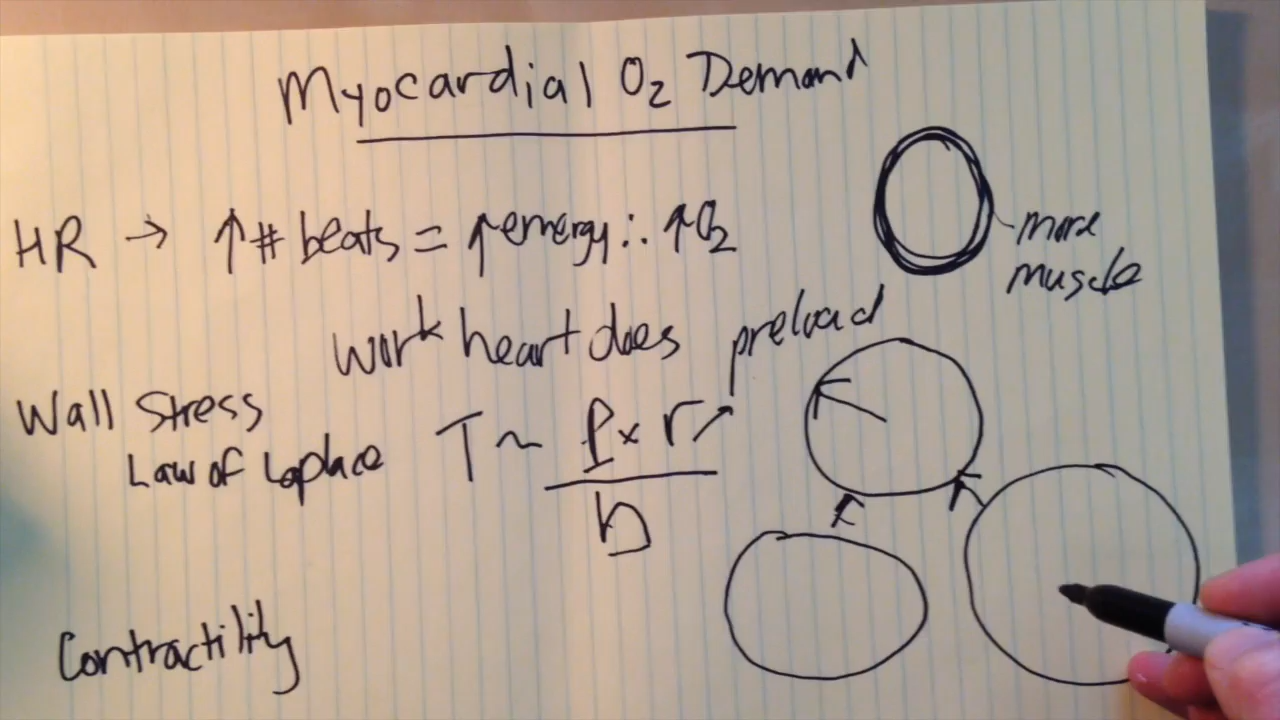 Myocardial O2 Demand
HR → ↑ # beats = ↑ energy ∴ ↑O2
more
muscle
work heart does
preload
Wall Stress
Law of Laplace
T ~ P x r
h
Contractility